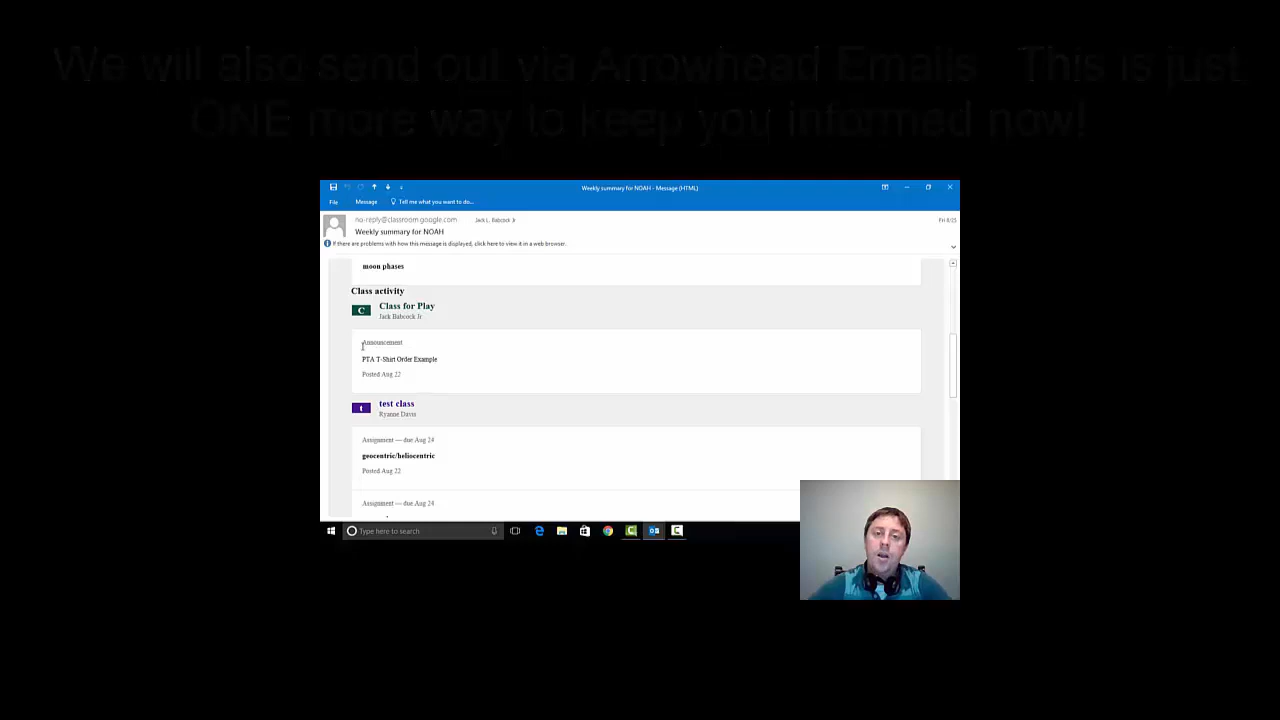 We will also send out via Arrowhead Emails. This is just
ONE more way to keep you informed now!
Weekly summary for NOAH - Message (HTML)
File Message Tell me what you want to do...
no-reply@classroom.google.com Jack L. Babcock Fri 8/25
Weekly summary for NOAH
If there are problems with how this message is displayed, click here to view it in a web browser.
moon phases
Class activity
C Class for Play
Jack Babcock Jr
Announcement
PTA T-Shirt Order Example
Posted Aug 22
t test class
Ryanne Davis
Assignment — due Aug 24
geocentric/heliocentric
Posted Aug 22
Assignment — due Aug 24
Type here to search